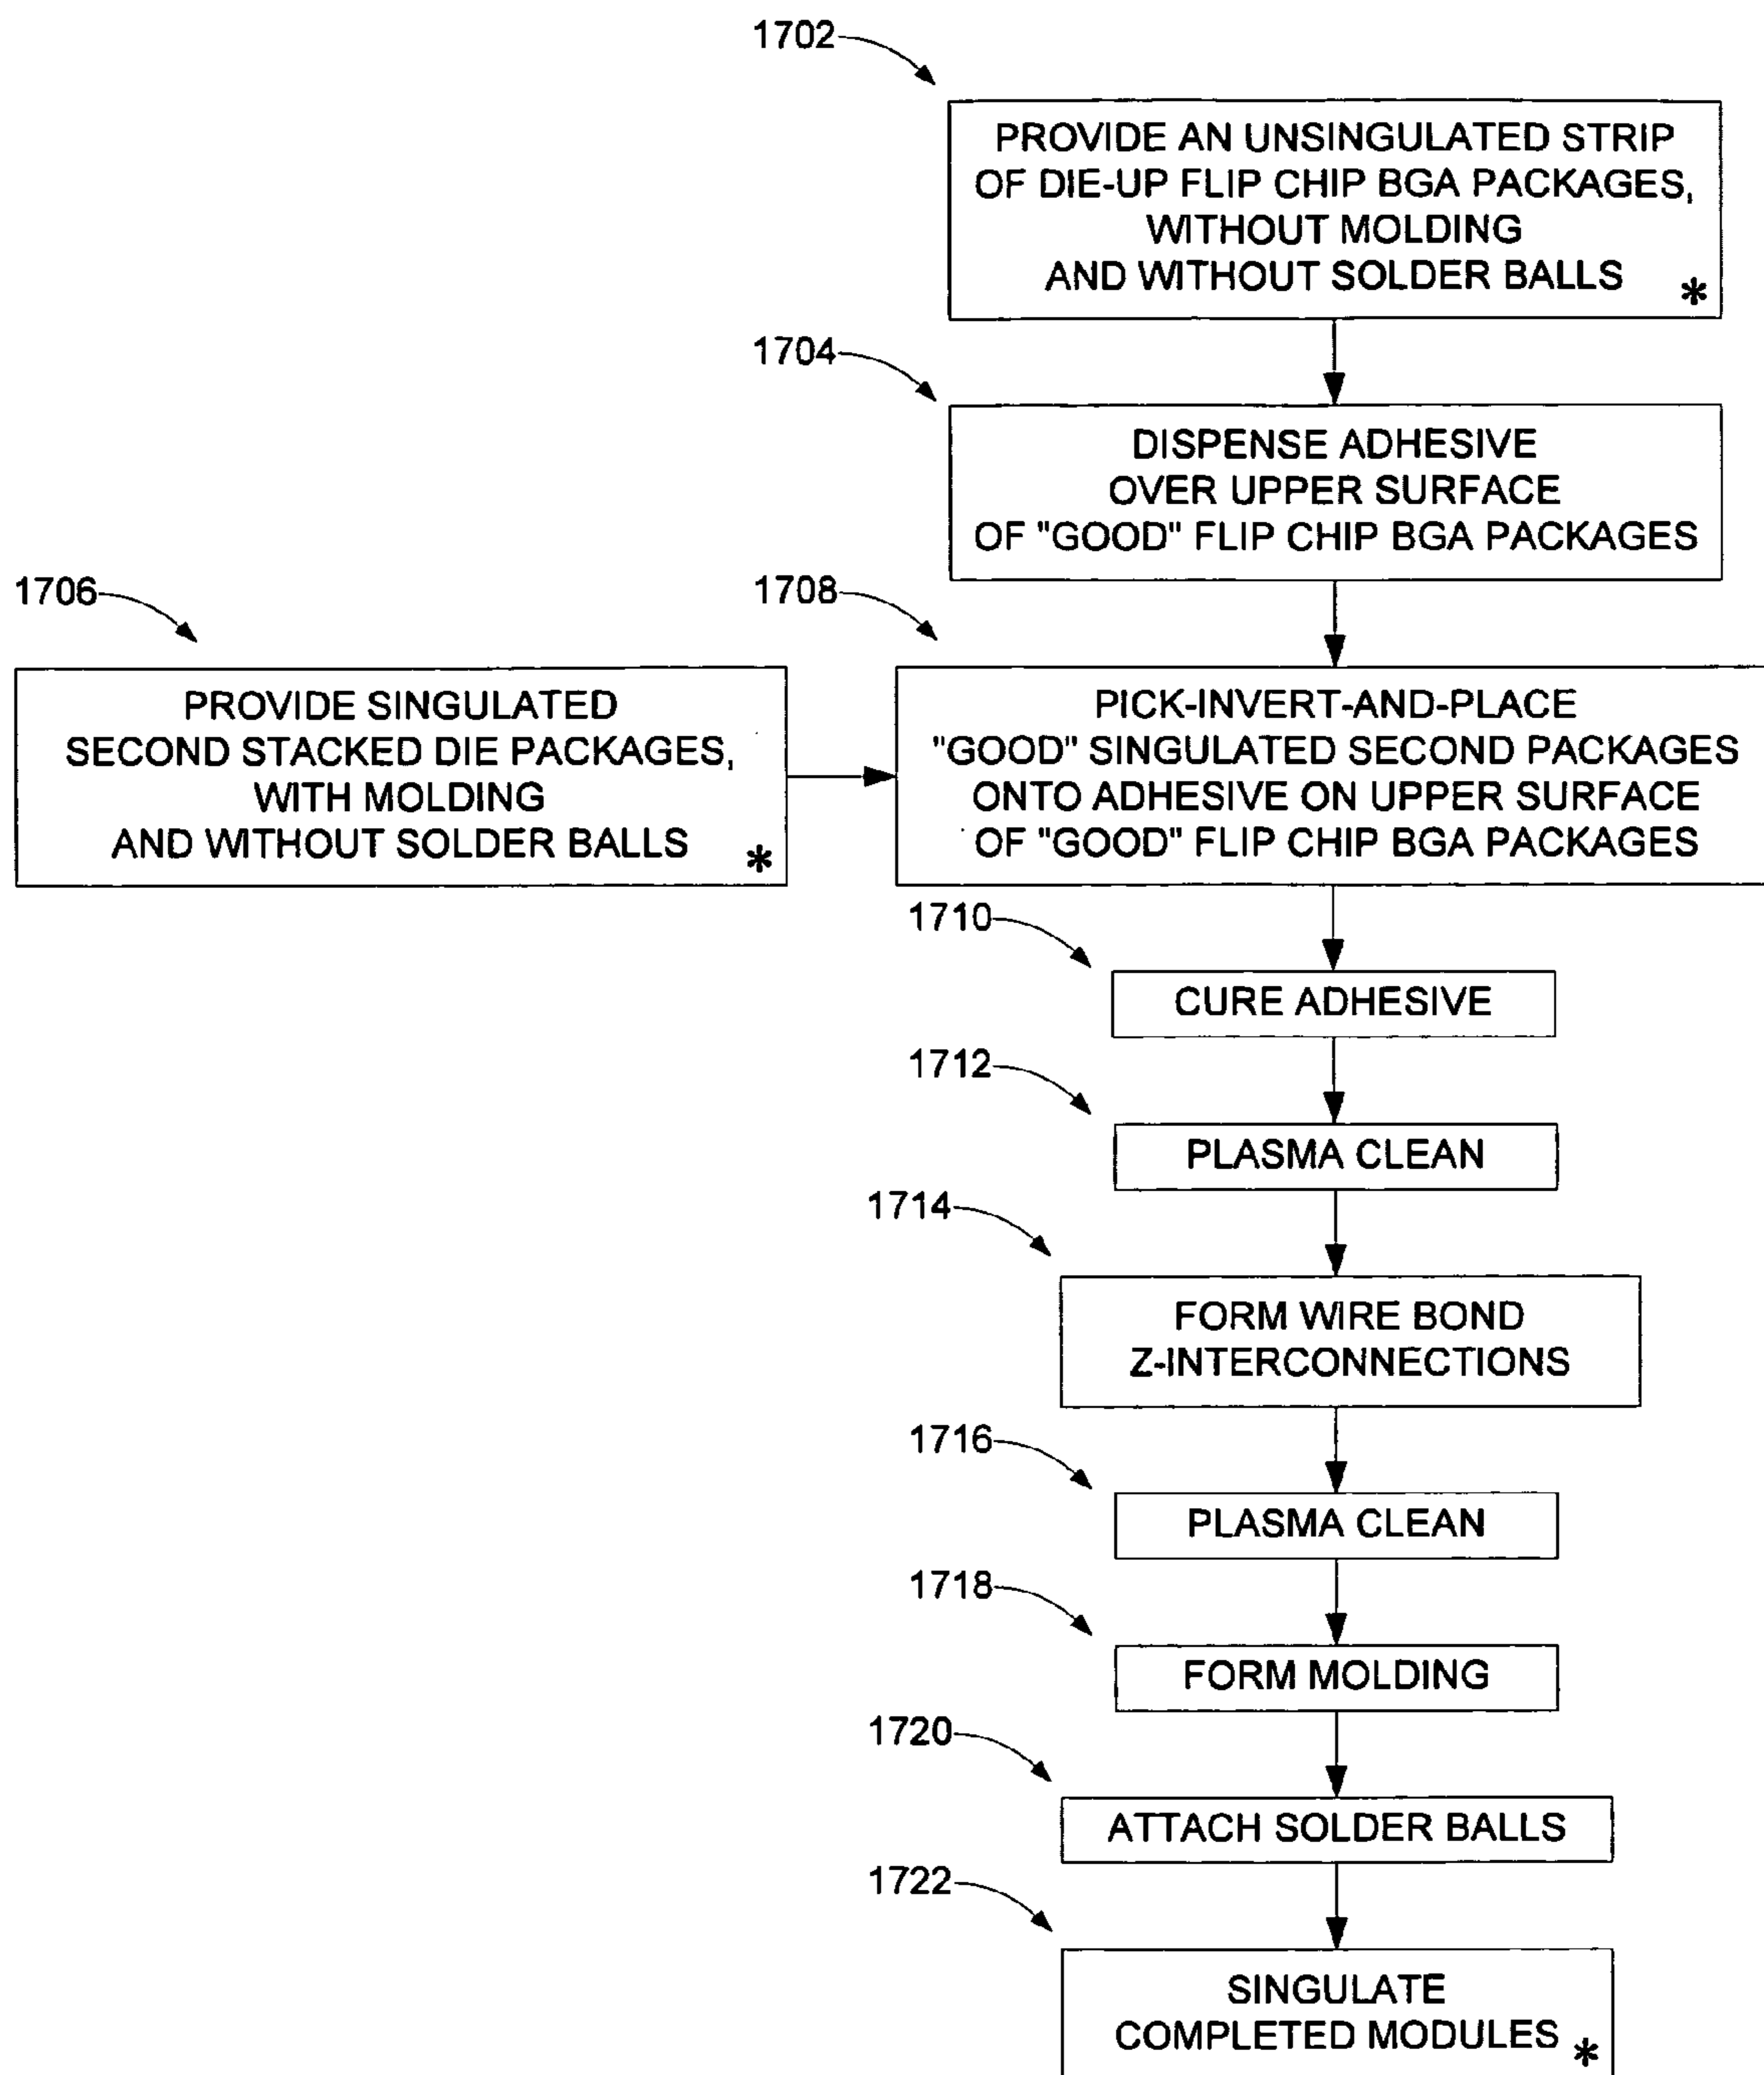 1702
PROVIDE AN UNSINGULATED STRIP
OF DIE-UP FLIP CHIP BGA PACKAGES,
WITHOUT MOLDING
AND WITHOUT SOLDER BALLS *
1704
DISPENSE ADHESIVE
OVER UPPER SURFACE
OF "GOOD" FLIP CHIP BGA PACKAGES
1706
PROVIDE SINGULATED
SECOND STACKED DIE PACKAGES,
WITH MOLDING
AND WITHOUT SOLDER BALLS *
1708
PICK-INVERT-AND-PLACE
"GOOD" SINGULATED SECOND PACKAGES
ONTO ADHESIVE ON UPPER SURFACE
OF "GOOD" FLIP CHIP BGA PACKAGES
1710
CURE ADHESIVE
1712
PLASMA CLEAN
1714
FORM WIRE BOND
Z-INTERCONNECTIONS
1716
PLASMA CLEAN
1718
FORM MOLDING
1720
ATTACH SOLDER BALLS
1722
SINGULATE
COMPLETED MODULES *